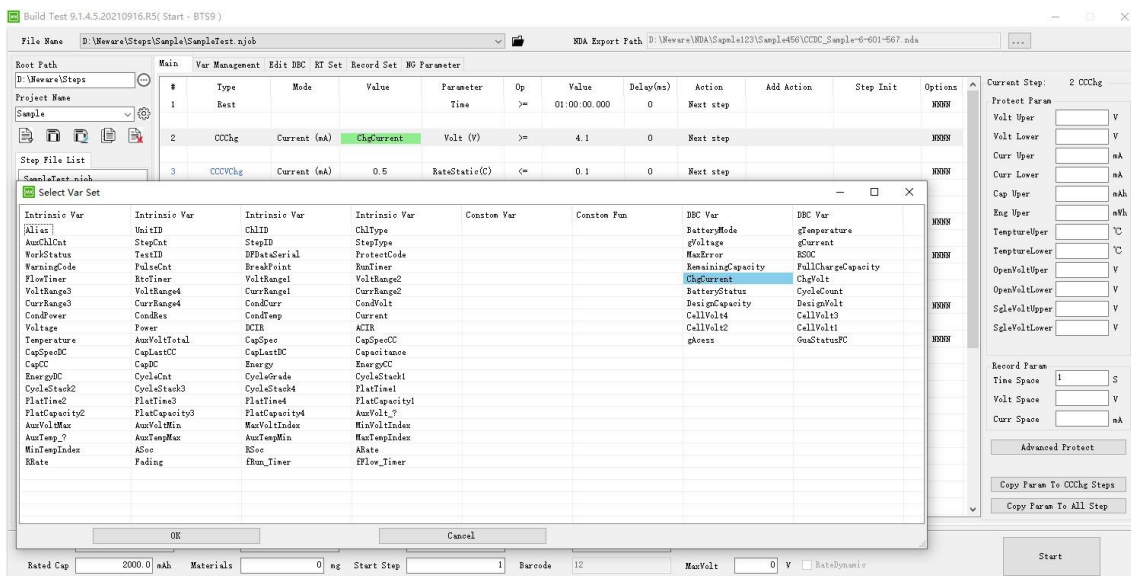 Build Test 9.1.4.5.20210916.R5( Start - BTS9 )
File Name D:\Neware\Steps\Sample\SampleTest.njob NDA Export Path D:\Neware\NDA\Sapmle123\Sample456\CCDC_Sample-6-601-567.nda ...
Root Path Main Var Management Edit DBC RT Set Record Set NG Parameter
D:\Neware\Steps
# Type Mode Value Parameter Op Value Delay(ms) Action Add Action Step Init Options
Current Step: 2 CCChg
Project Name 1 Rest Time >= 01:00:00.000 0 Next step NNNN Protect Param
Sample Volt Uper V
2 CCChg Current (mA) ChgCurrent Volt (V) >= 4.1 0 Next step NNNN Volt Lower V
Step File List Curr Uper mA
SampleTest.njob 3 CCCVChg Current (mA) 0.5 RateStatic(C) <= 0.1 0 Next step NNNN Curr Lower mA
Select Var Set
Cap Uper mAh
Eng Uper mWh
NNNN
TemptureUper ℃
TemptureLower ℃
NNNN
OpenVoltUper V
OpenVoltLower V
NNNN
SgleVoltUpper V
SgleVoltLower V
NNNN
Intrinsic Var Intrinsic Var Intrinsic Var Intrinsic Var Constom Var Constom Fun DBC Var DBC Var
Alias UnitID ChlID ChlType BatteryMode gTemperature
AuxChlCnt StepCnt StepID StepType gVoltage gCurrent
WorkStatus TestID DFDataSerial ProtectCode MaxError RSOC
WarningCode PulseCnt BreakPoint RunTimer RemainingCapacity FullChargeCapacity
FlowTimer RtcTimer VoltRange1 VoltRange2 ChgCurrent ChgVolt
VoltRange3 VoltRange4 CurrRange1 CurrRange2 BatteryStatus CycleCount
CurrRange3 CurrRange4 CondCurr CondVolt DesignCapacity DesignVolt
CondPower CondRes CondTemp Current CellVolt4 CellVolt3
Voltage Power DCIR ACIR CellVolt2 CellVolt1
Temperature AuxVoltTotal CapSpec CapSpecCC gAcess GuaStatusFC
CapSpecDC CapLastCC CapLastDC Capacitance
CapCC CapDC Energy EnergyCC
EnergyDC CycleCnt CycleGrade CycleStack1
CycleStack2 CycleStack3 CycleStack4 PlatTime1
PlatTime2 PlatTime3 PlatTime4 PlatCapacity1
PlatCapacity2 PlatCapacity3 PlatCapacity4 AuxVolt_?
AuxVoltMax AuxVoltMin MaxVoltIndex MinVoltIndex
AuxTemp_? AuxTempMax AuxTempMin MaxTempIndex
MinTempIndex ASoc RSoc ARate
RRate Fading fRun_Timer fFlow_Timer
Record Param
Time Space 1 S
Volt Space V
Curr Space mA
Advanced Protect
Copy Param To CCChg Steps
Copy Param To All Step
OK Cancel
Start
Rated Cap 2000.0 mAh Materials 0 mg Start Step 1 Barcode 12 MaxVolt 0 V RateDynamic